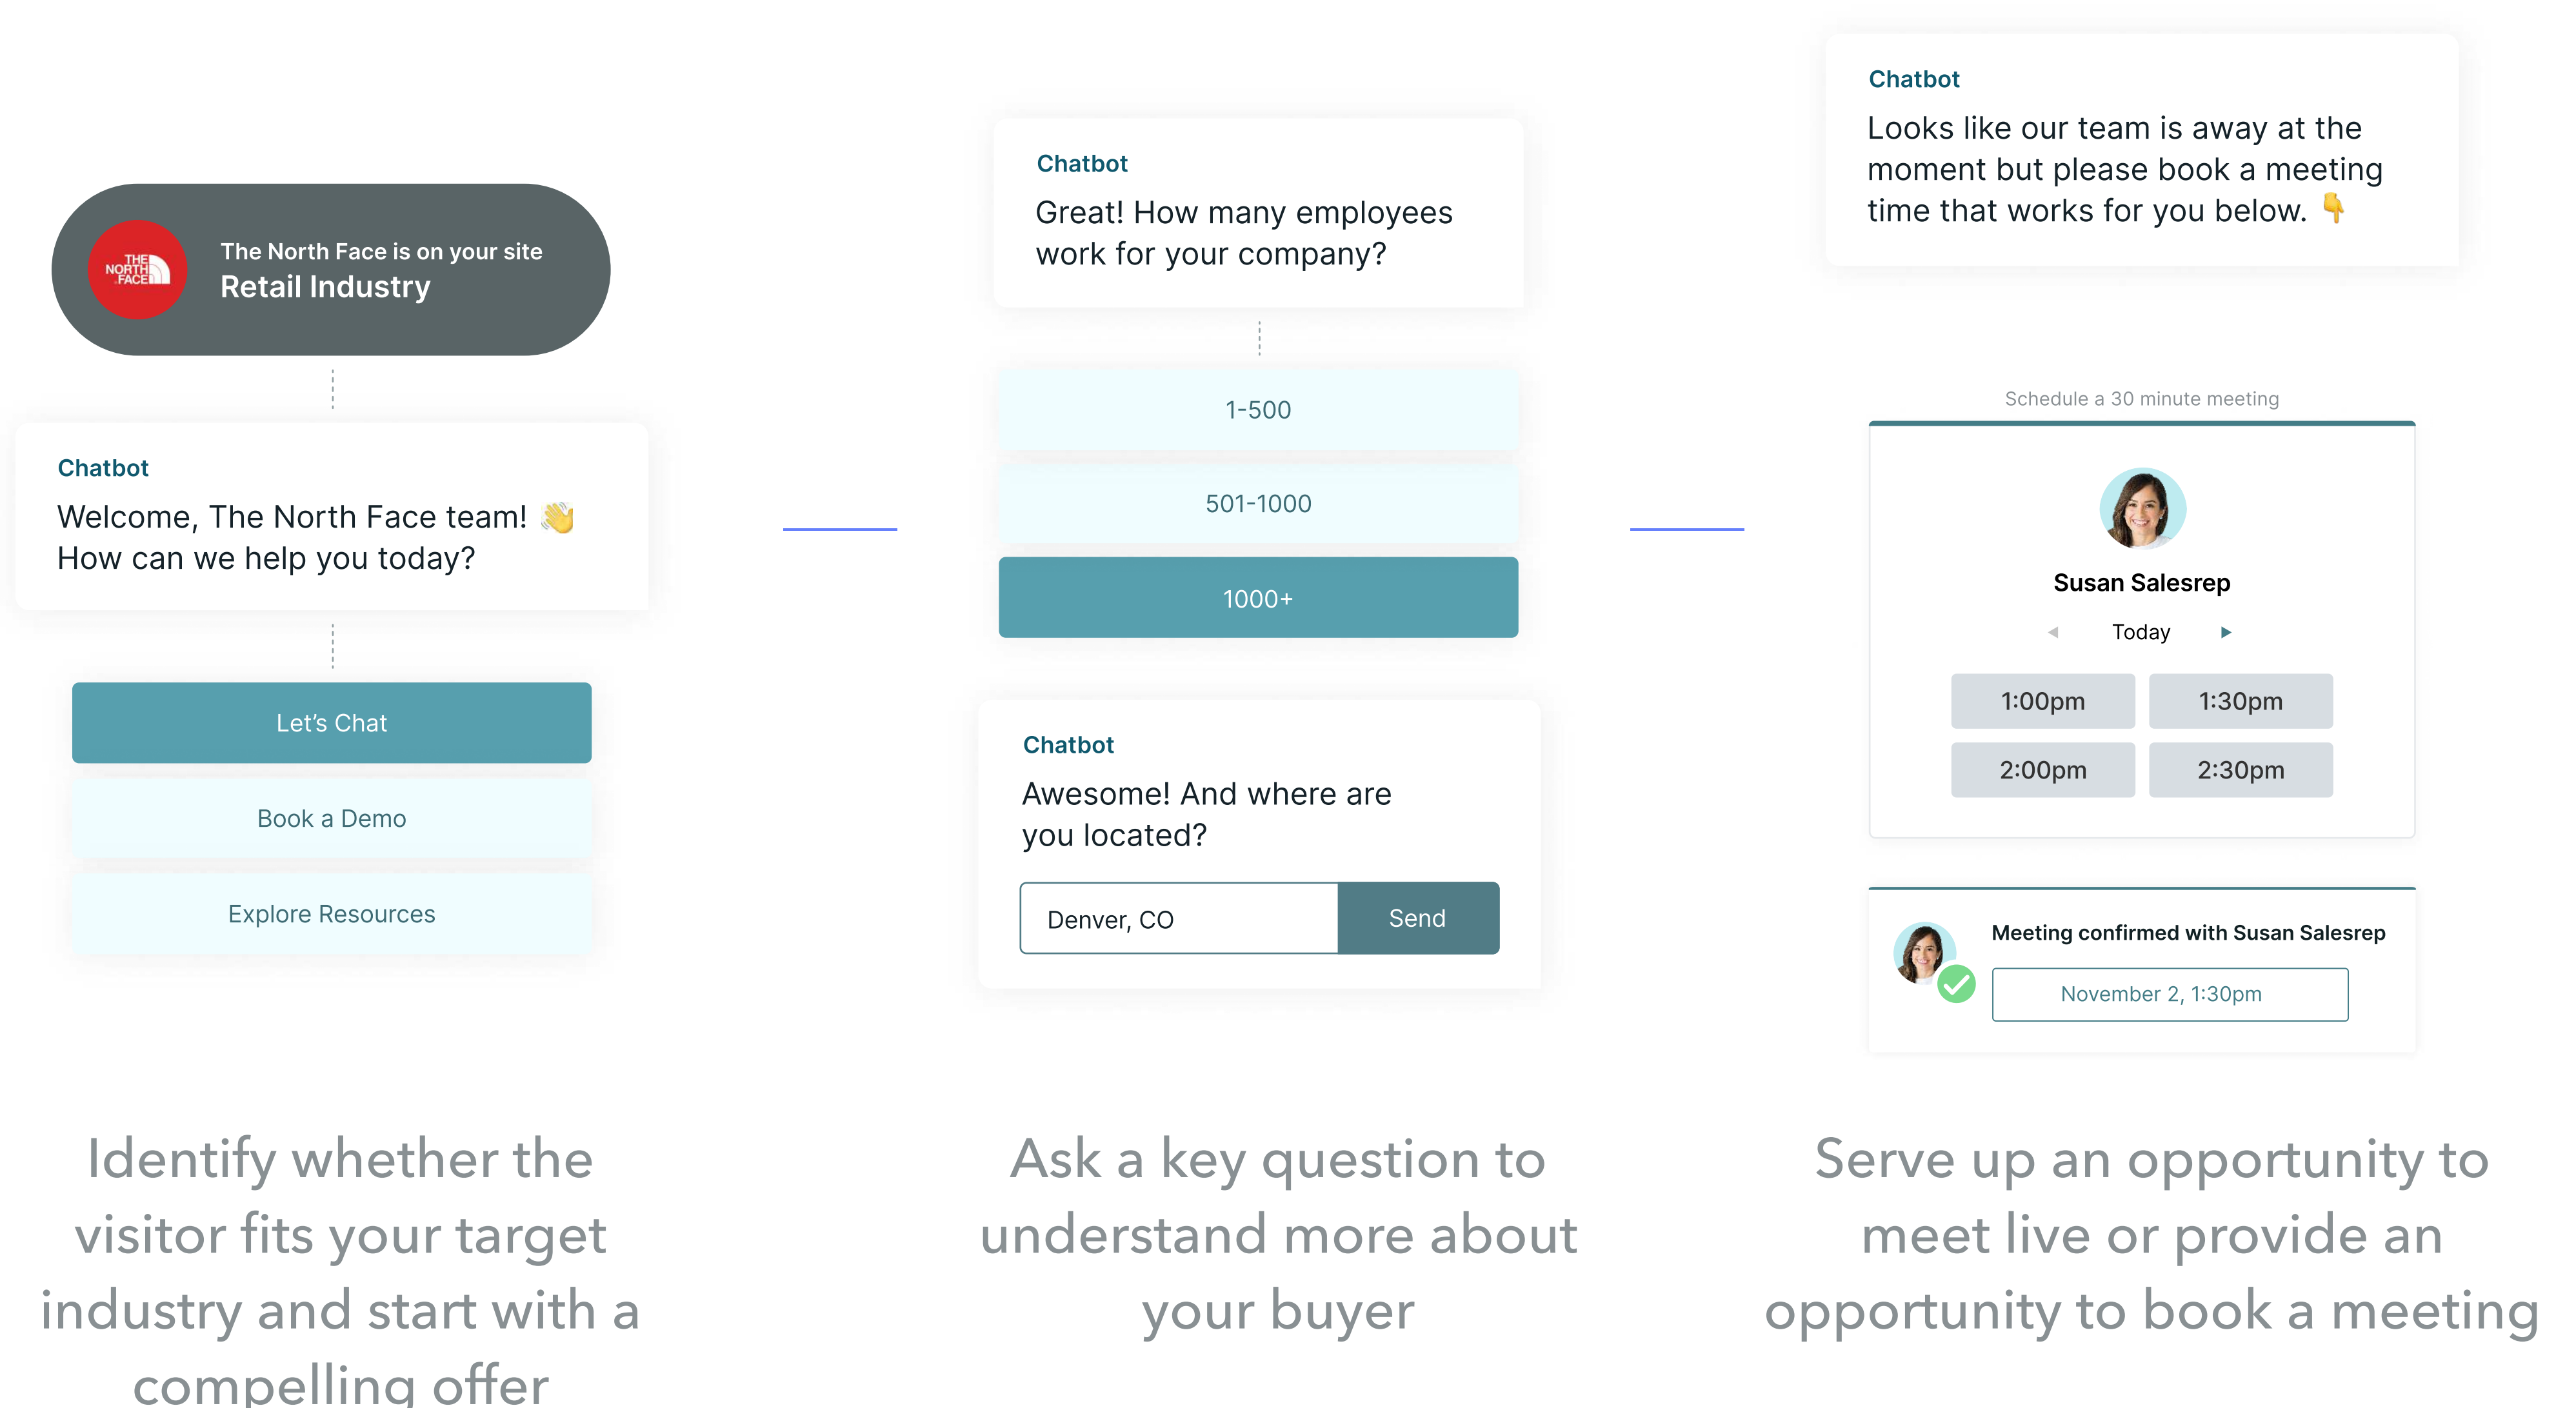 THE
NORTH
FACE
The North Face is on your site
Retail Industry
Chatbot
Welcome, The North Face team! 👋
How can we help you today?
Let’s Chat
Book a Demo
Explore Resources
Identify whether the
visitor fits your target
industry and start with a
compelling offer
Chatbot
Great! How many employees
work for your company?
1-500
501-1000
1000+
Chatbot
Awesome! And where are
you located?
Denver, CO
Send
Ask a key question to
understand more about
your buyer
Chatbot
Looks like our team is away at the
moment but please book a meeting
time that works for you below. 👇
Schedule a 30 minute meeting
Susan Salesrep
Today
1:00pm
1:30pm
2:00pm
2:30pm
Meeting confirmed with Susan Salesrep
November 2, 1:30pm
Serve up an opportunity to
meet live or provide an
opportunity to book a meeting